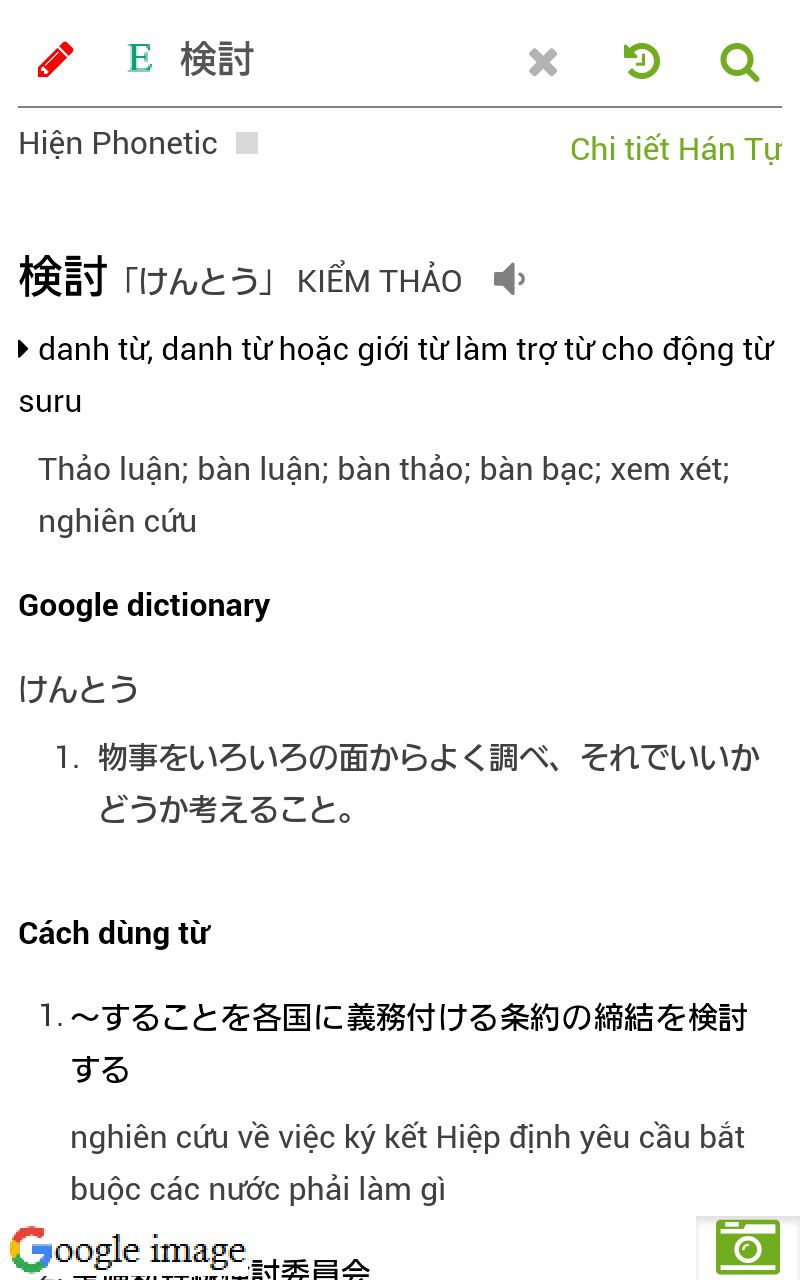 E 検討
Hiện Phonetic
Chi tiết Hán Tự
検討「けんとう」 KIỂM THẢO
danh từ, danh từ hoặc giới từ làm trợ từ cho động từ
suru
Thảo luận; bàn luận; bàn thảo; bàn bạc; xem xét;
nghiên cứu
Google dictionary
けんとう
1. 物事をいろいろの面からよく調べ、それでいいか
どうか考えること。
Cách dùng từ
1. ～することを各国に義務付ける条約の締結を検討
する
nghiên cứu về việc ký kết Hiệp định yêu cầu bắt
buộc các nước phải làm gì
Google image
検討委員会